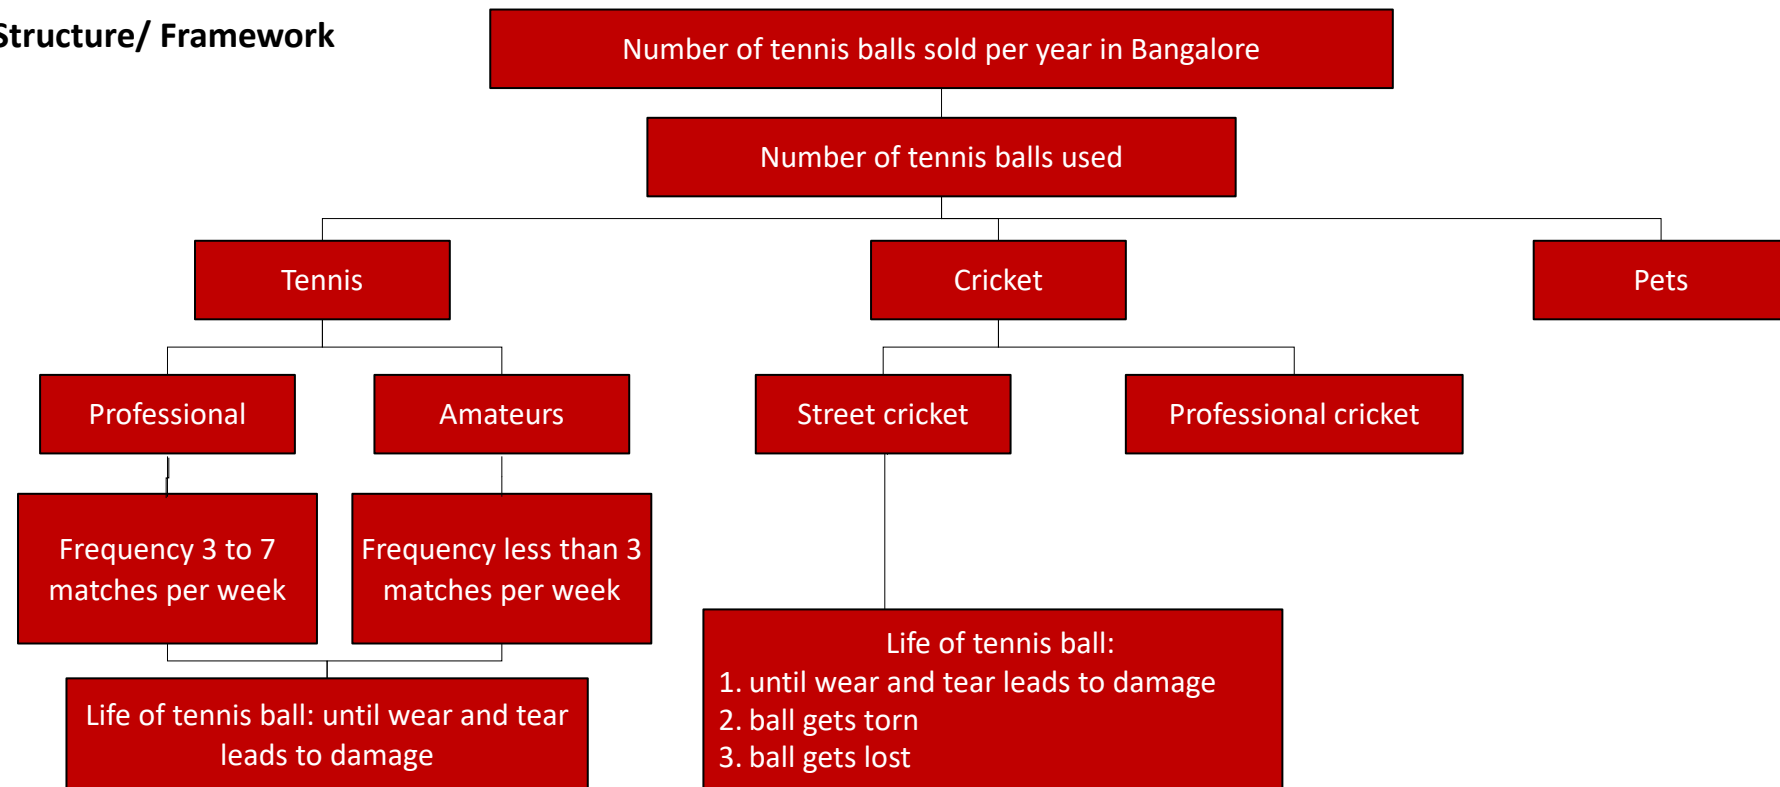 Structure/ Framework
Number of tennis balls sold per year in Bangalore
Number of tennis balls used
Tennis
Cricket
Pets
Professional
Amateurs
Street cricket
Professional cricket
Frequency 3 to 7
matches per week
Frequency less than 3
matches per week
Life of tennis ball: until wear and tear
leads to damage
Life of tennis ball:
1. until wear and tear leads to damage
2. ball gets torn
3. ball gets lost